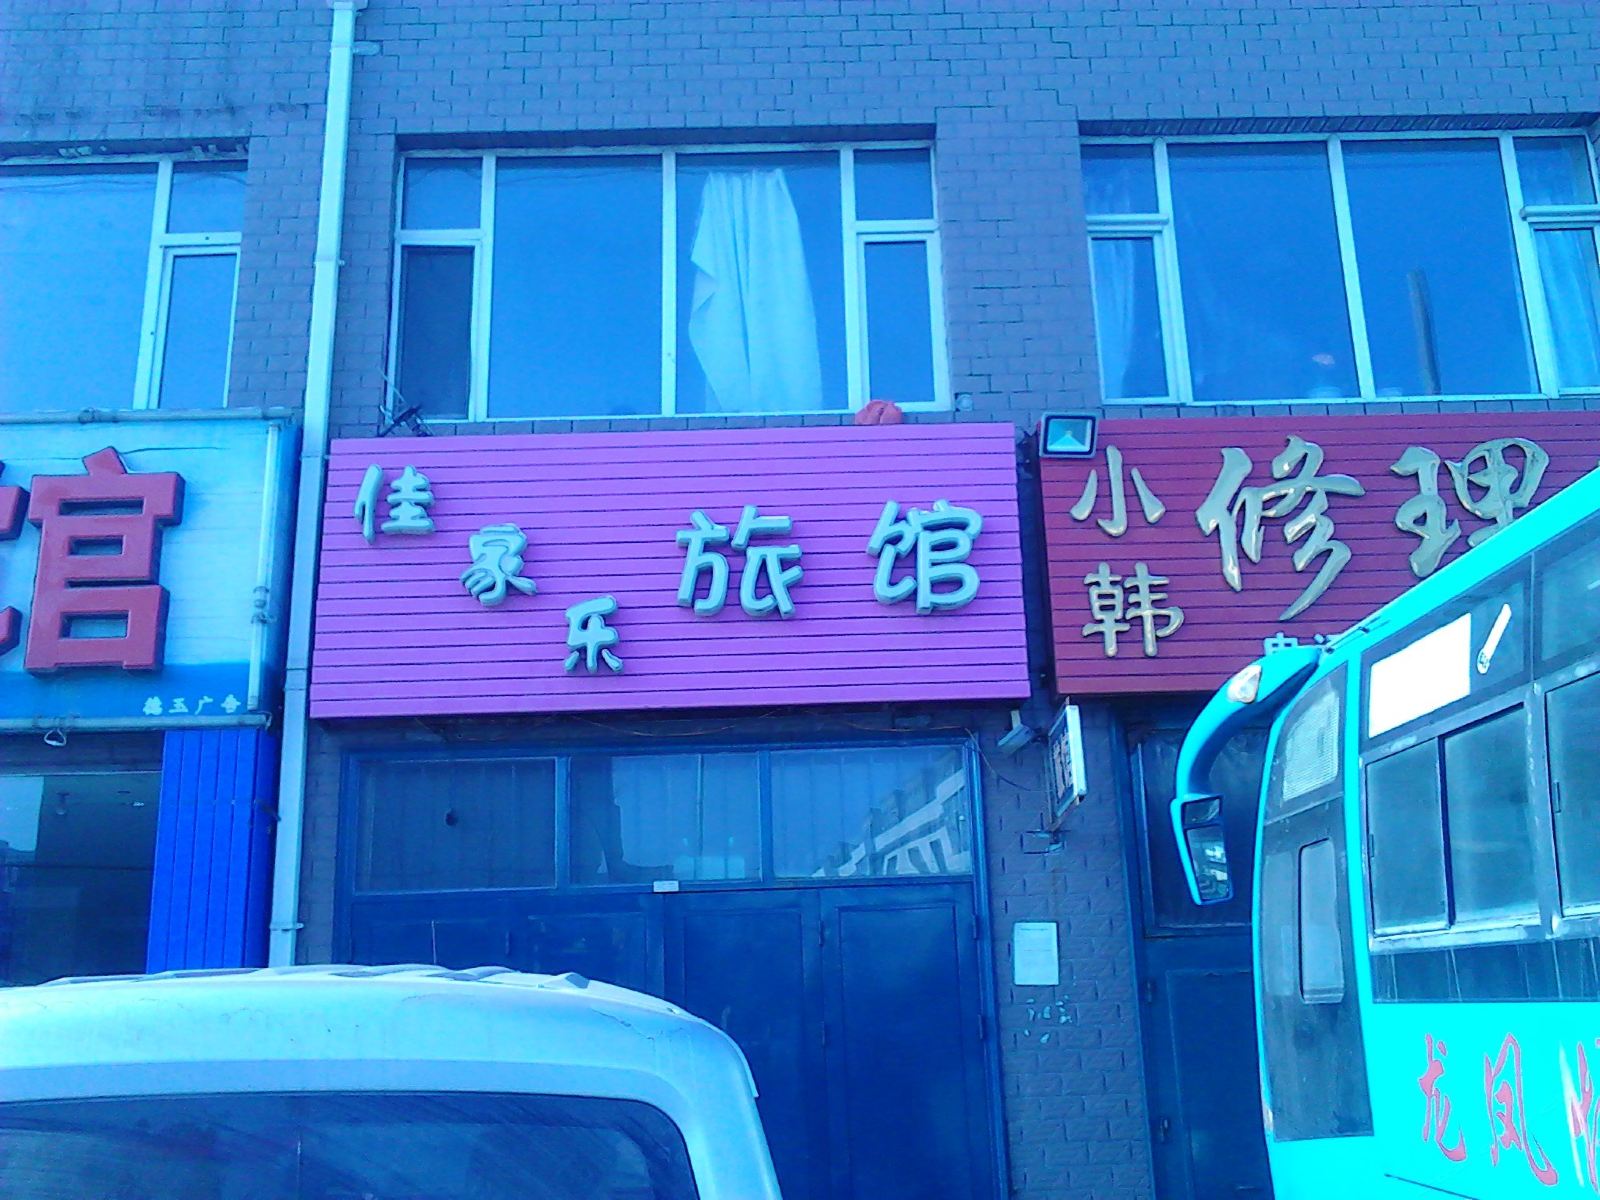 馆
德玉广告
佳家乐旅馆
小韩修理
龙凤